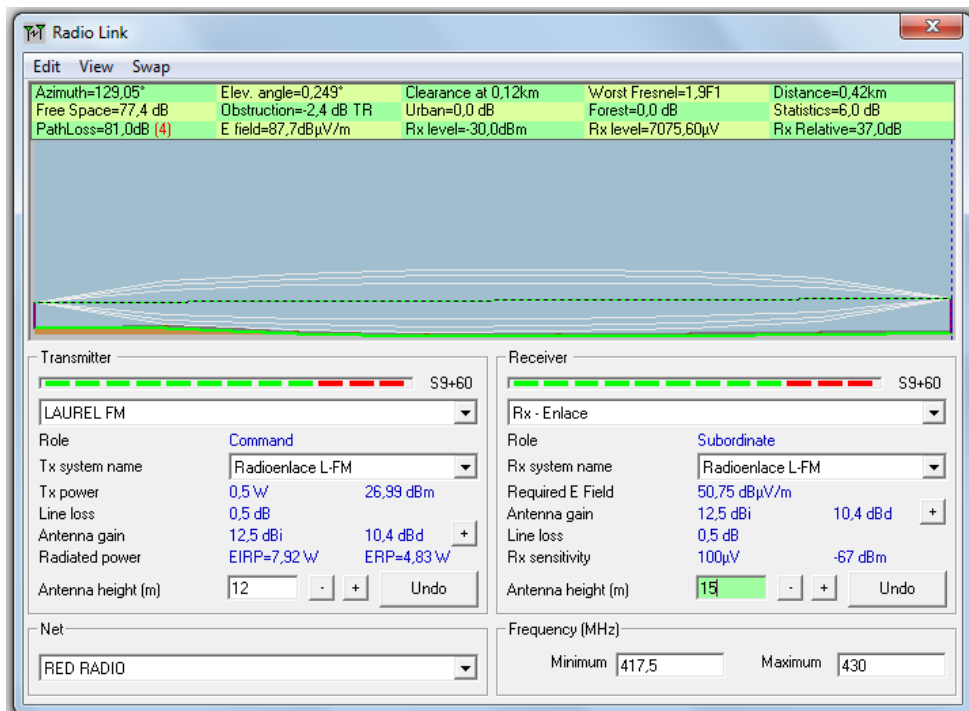 Radio Link
Edit View Swap
Azimuth=129,05° Elev. angle=0,249° Clearance at 0,12km Worst Fresnel=1,9F1 Distance=0,42km
Free Space=77,4 dB Obstruction=-2,4 dB TR Urban=0,0 dB Forest=0,0 dB Statistics=6,0 dB
PathLoss=81,0dB (4) E field=87,7dBµV/m Rx level=-30,0dBm Rx level=7075,60µV Rx Relative=37,0dB
Transmitter
S9+60
LAUREL FM
Role Command
Tx system name Radioenlace L-FM
Tx power 0,5 W 26,99 dBm
Line loss 0,5 dB
Antenna gain 12,5 dBi 10,4 dBd +
Radiated power EIRP=7,92 W ERP=4,83 W
Antenna height (m) 12 - + Undo
Receiver
S9+60
Rx - Enlace
Role Subordinate
Rx system name Radioenlace L-FM
Required E Field 50,75 dBµV/m
Antenna gain 12,5 dBi 10,4 dBd +
Line loss 0,5 dB
Rx sensitivity 100µV -67 dBm
Antenna height (m) 15 - + Undo
Net
RED RADIO
Frequency (MHz)
Minimum 417,5 Maximum 430